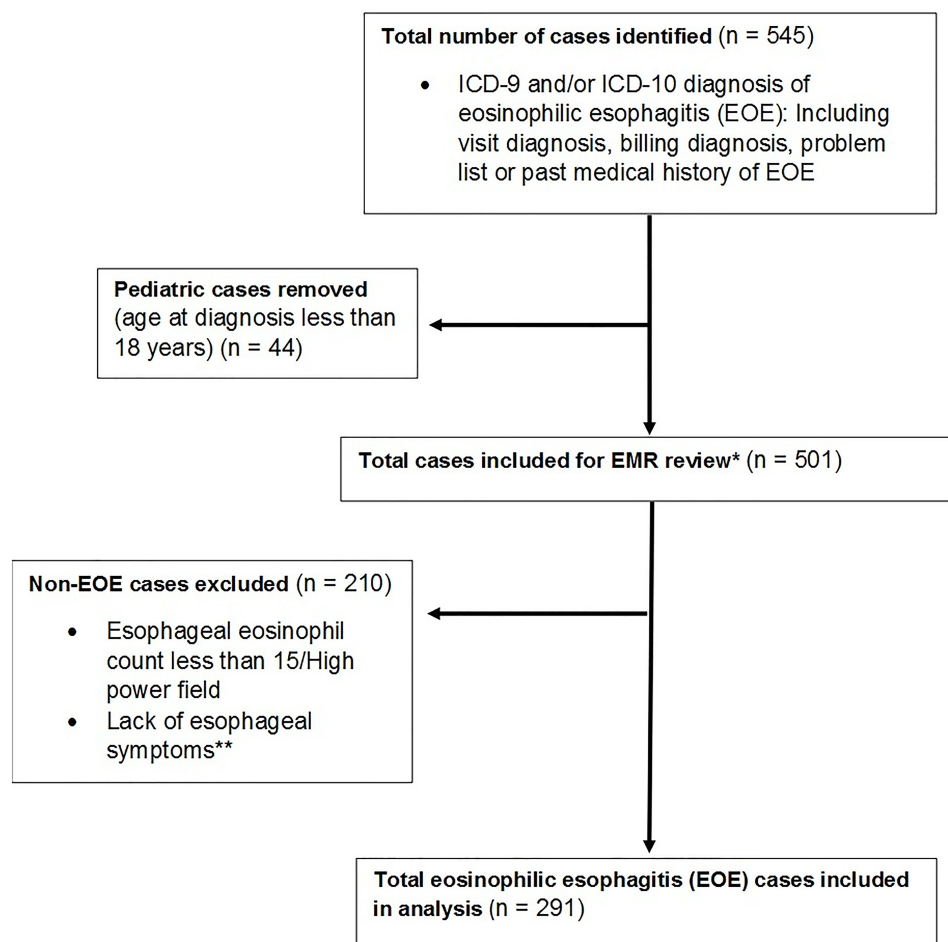 Total number of cases identified (n = 545)
• ICD-9 and/or ICD-10 diagnosis of
eosinophilic esophagitis (EOE): Including
visit diagnosis, billing diagnosis, problem
list or past medical history of EOE
Pediatric cases removed
(age at diagnosis less than
18 years) (n = 44)
Total cases included for EMR review* (n = 501)
Non-EOE cases excluded (n = 210)
• Esophageal eosinophil
count less than 15/High
power field
• Lack of esophageal
symptoms**
Total eosinophilic esophagitis (EOE) cases included
in analysis (n = 291)